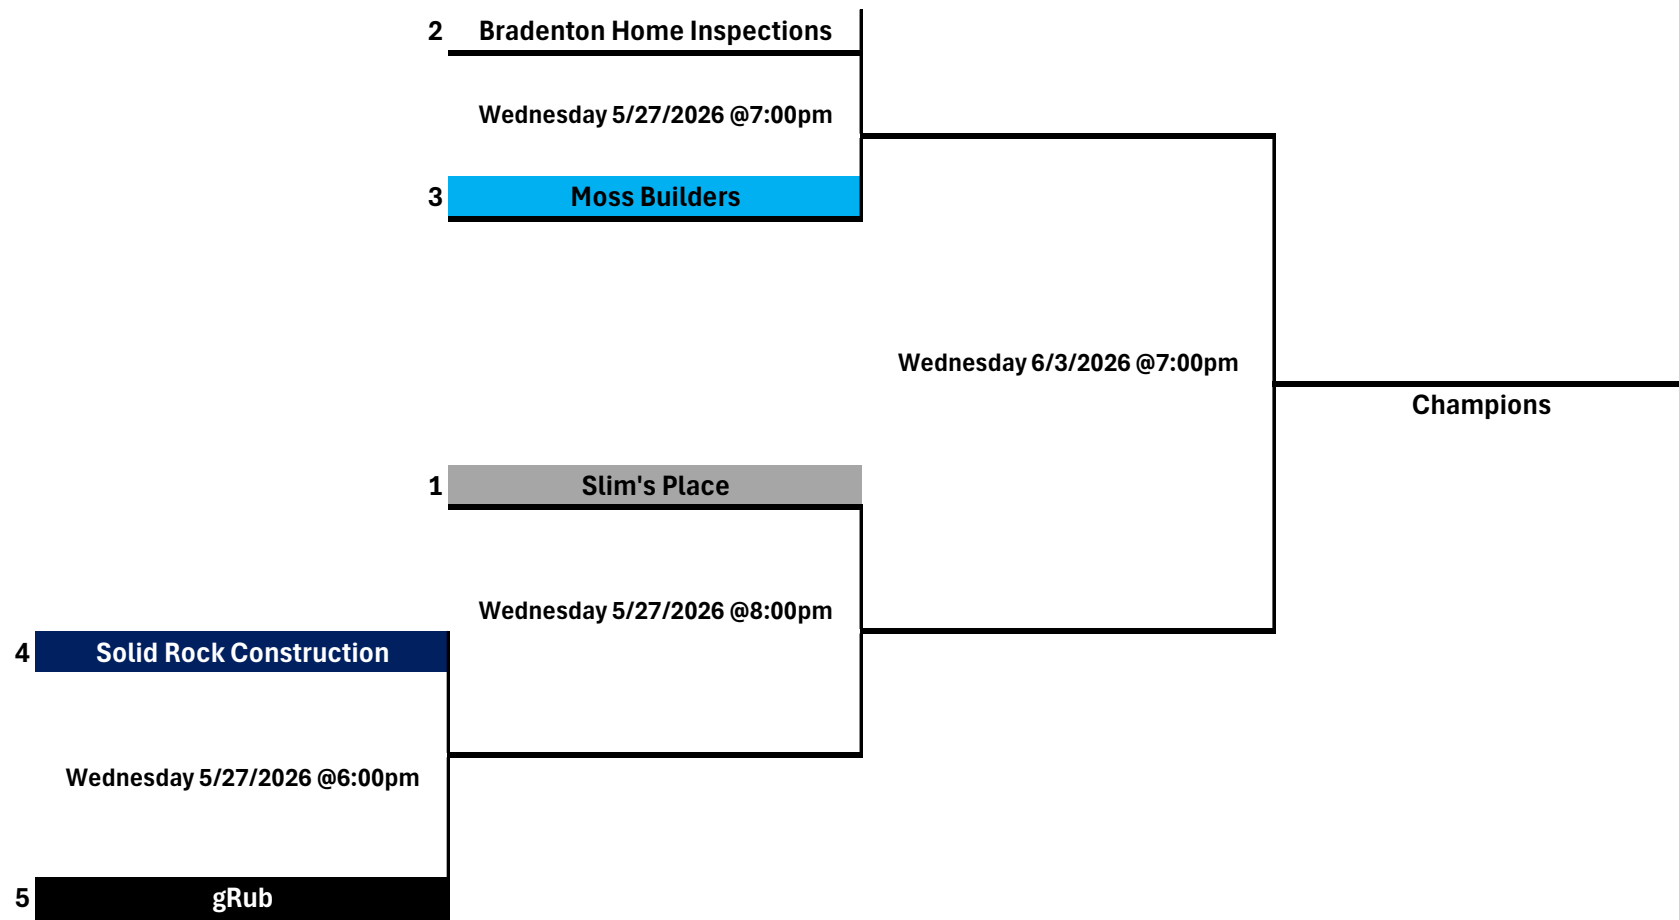 2 Bradenton Home Inspections
Wednesday 5/27/2026 @7:00pm
3 Moss Builders
Wednesday 6/3/2026 @7:00pm
Champions
1 Slim's Place
Wednesday 5/27/2026 @8:00pm
4 Solid Rock Construction
Wednesday 5/27/2026 @6:00pm
5 gRub